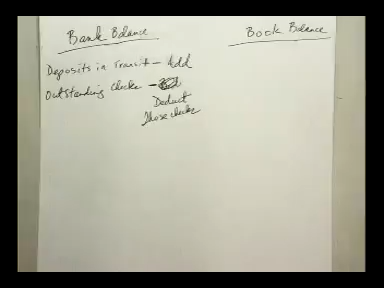 Bank Balance
Book Balance
Deposits in Transit - Add
Outstanding Checks -
Deduct
Those checks